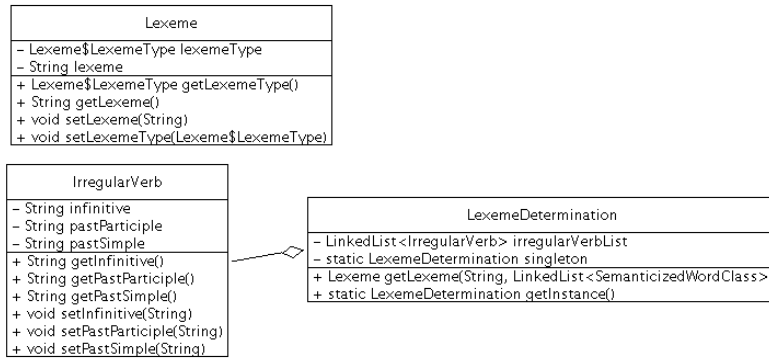 Lexeme
- Lexeme$LexemeType lexemeType
- String lexeme
+ Lexeme$LexemeType getLexemeType()
+ String getLexeme()
+ void setLexeme(String)
+ void setLexemeType(Lexeme$LexemeType)
IrregularVerb
- String infinitive
- String pastParticiple
- String pastSimple
+ String getInfinitive()
+ String getPastParticiple()
+ String getPastSimple()
+ void setInfinitive(String)
+ void setPastParticiple(String)
+ void setPastSimple(String)
LexemeDetermination
- LinkedList<IrregularVerb> irregularVerbList
- static LexemeDetermination singleton
+ Lexeme getLexeme(String, LinkedList<SemanticizedWordClass>
+ static LexemeDetermination getInstance()